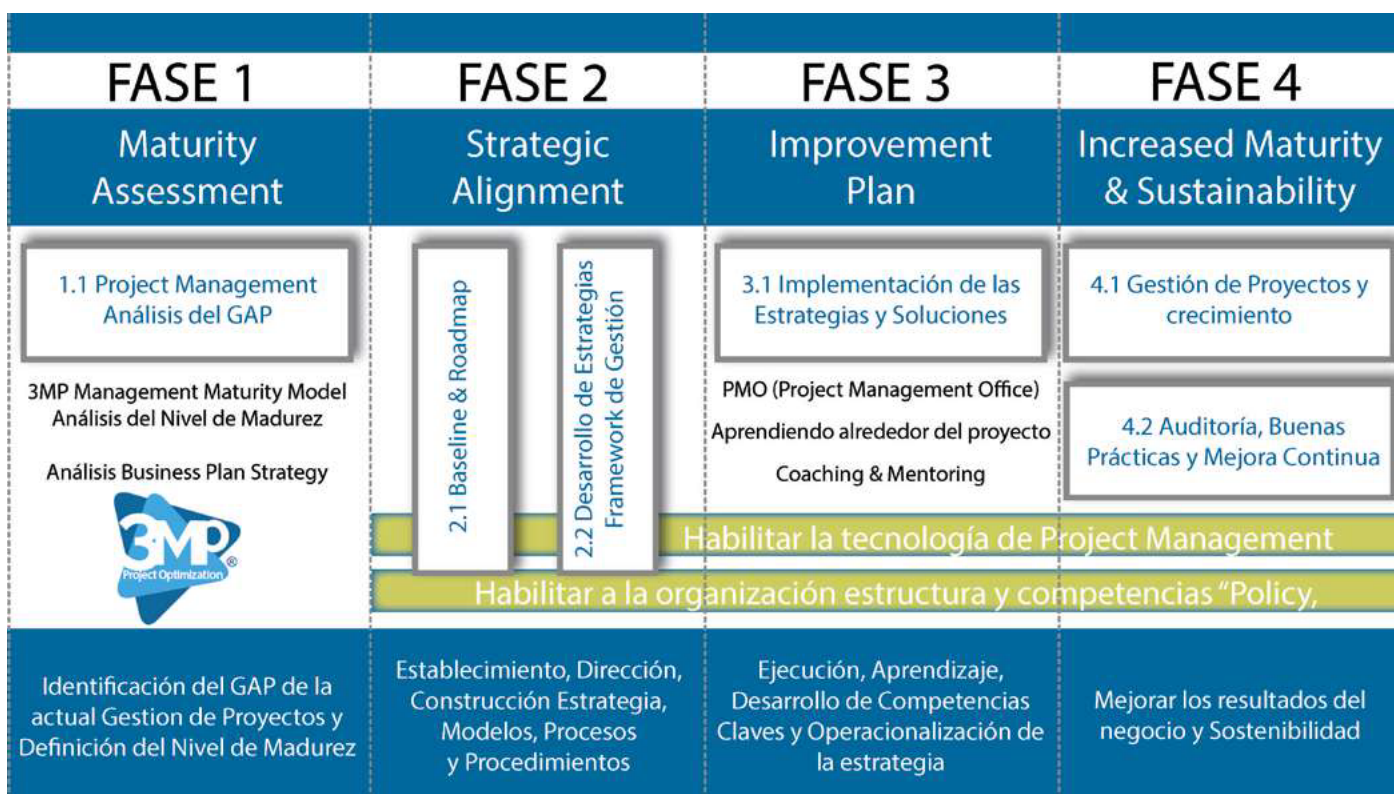 FASE 1
Maturity
Assessment
1.1 Project Management
Análisis del GAP
3MP Management Maturity Model
Análisis del Nivel de Madurez
Análisis Business Plan Strategy
3MP
Project Optimization
®
Identificación del GAP de la
actual Gestion de Proyectos y
Definición del Nivel de Madurez
FASE 2
Strategic
Alignment
2.1 Baseline & Roadmap
2.2 Desarrollo de Estrategias
Framework de Gestión
Establecimiento, Dirección,
Construcción Estrategia,
Modelos, Procesos
y Procedimientos
FASE 3
Improvement
Plan
3.1 Implementación de las
Estrategias y Soluciones
PMO (Project Management Office)
Aprendiendo alrededor del proyecto
Coaching & Mentoring
Ejecución, Aprendizaje,
Desarrollo de Competencias
Claves y Operacionalización de
la estrategia
FASE 4
Increased Maturity
& Sustainability
4.1 Gestión de Proyectos y
crecimiento
4.2 Auditoría, Buenas
Prácticas y Mejora Continua
Mejorar los resultados del
negocio y Sostenibilidad
Habilitar la tecnología de Project Management
Habilitar a la organización estructura y competencias “Policy,